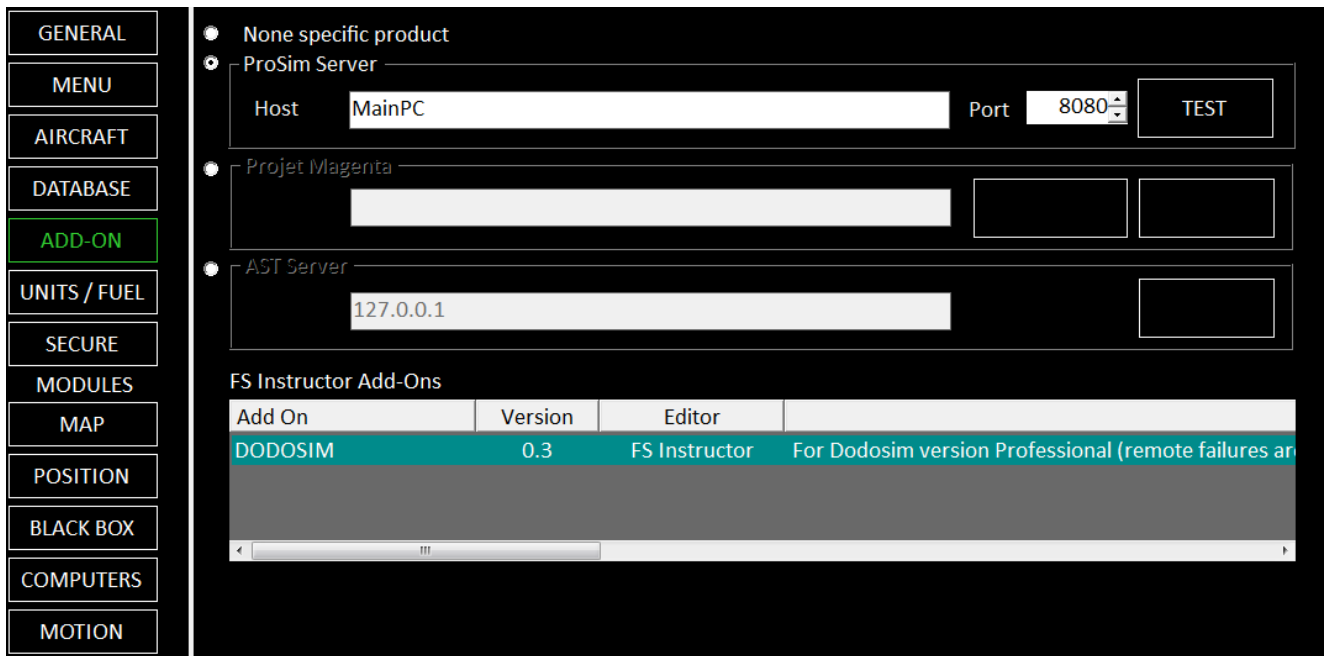 GENERAL
MENU
AIRCRAFT
DATABASE
ADD-ON
UNITS / FUEL
SECURE
MODULES
MAP
POSITION
BLACK BOX
COMPUTERS
MOTION
None specific product
ProSim Server
Host MainPC Port 8080 TEST
Projet Magenta
AST Server
127.0.0.1
FS Instructor Add-Ons
Add On Version Editor
DODOSIM 0.3 FS Instructor For Dodosim version Professional (remote failures are